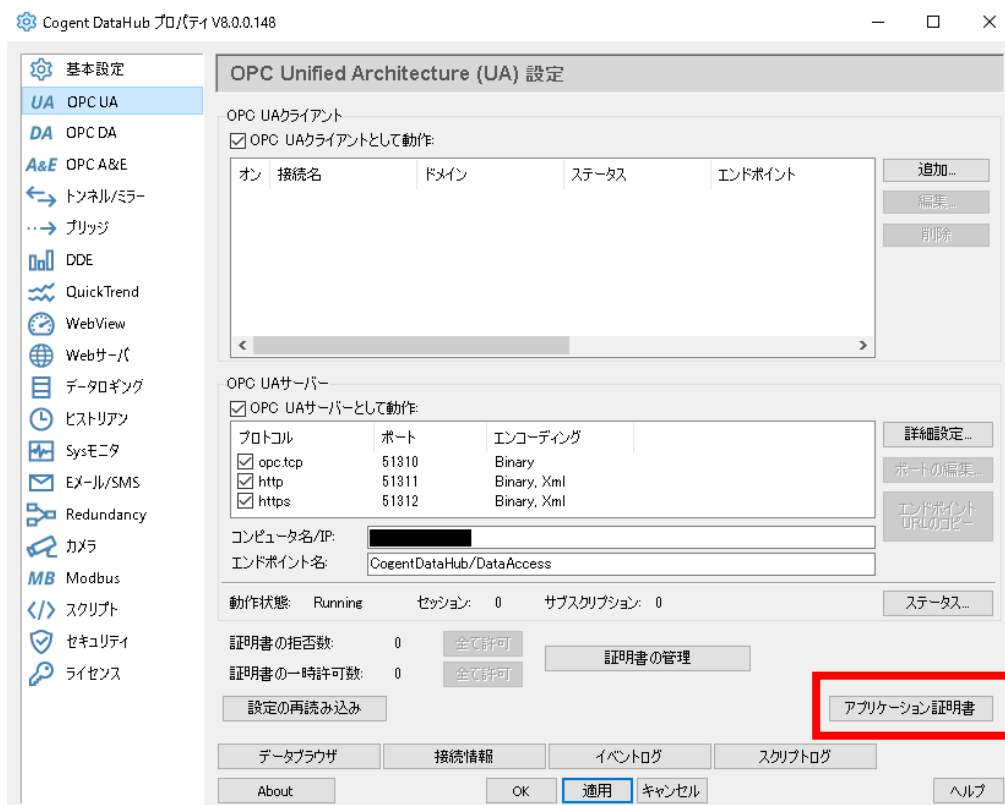 Cogent DataHub プロパティ V8.0.0.148
基本設定
UA OPC UA
DA OPC DA
A&E OPC A&E
トンネル/ミラー
ブリッジ
DDE
QuickTrend
WebView
Webサーバ
データロギング
ヒストリアン
Sysモニタ
Eメール/SMS
Redundancy
カメラ
MB Modbus
スクリプト
セキュリティ
ライセンス
OPC Unified Architecture (UA) 設定
OPC UAクライアント
OPC UAクライアントとして動作:
オン 接続名 ドメイン ステータス エンドポイント
追加...
編集...
削除
OPC UAサーバー
OPC UAサーバーとして動作:
プロトコル ポート エンコーディング
opc.tcp 51310 Binary
http 51311 Binary, Xml
https 51312 Binary, Xml
詳細設定...
ポートの編集...
エンドポイント
URLのコピー
コンピュータ名/IP:
エンドポイント名: CogentDataHub/DataAccess
動作状態: Running セッション: 0 サブスクリプション: 0 ステータス...
証明書の拒否数: 0 全て許可
証明書の一時許可数: 0 全て許可
証明書の管理
設定の再読み込み アプリケーション証明書
データブラウザ 接続情報 イベントログ スクリプトログ
About OK 適用 キャンセル ヘルプ